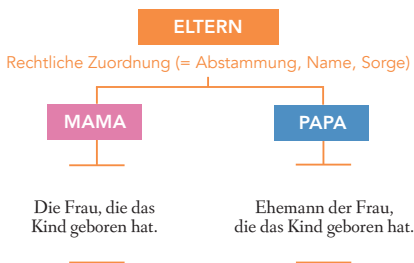 ELTERN
Rechtliche Zuordnung (= Abstammung, Name, Sorge)
MAMA
PAPA
Die Frau, die das
Kind geboren hat.
Ehemann der Frau,
die das Kind geboren hat.